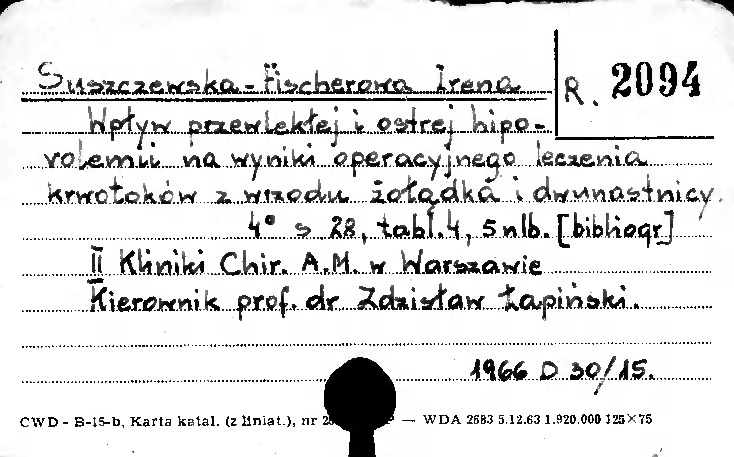 Suszczewska-Fischerowa Irena
R. 2094
Wpływ przewlekłej i ostrej hipo-
wolemii na wyniki operacyjnego leczenia
krwotoków z wrzodu żołądka i dwunastnicy.
4° s 28, tabl.4, 5 nlb. [bibliogr]
II Kliniki Chir. A.M. w Warszawie
Kierownik prof. dr Zdzisław Łapiński.
1966 D 30/15.
CWD - B-15-b, Karta katal. (z liniat.), nr — WDA 2683 5.12.63 1.920.000 125×75